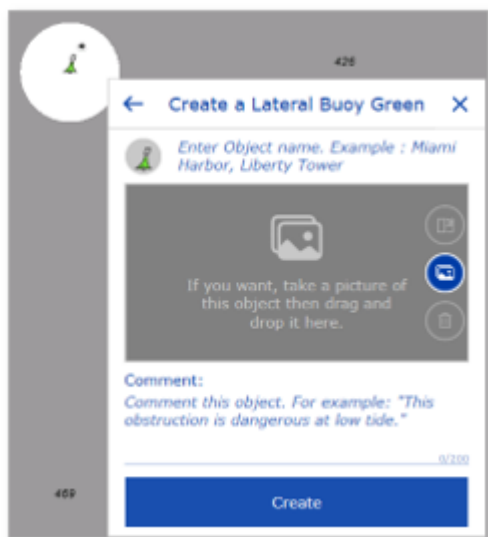 426
Create a Lateral Buoy Green
Enter Object name. Example : Miami
Harbor, Liberty Tower
If you want, take a picture of
this object then drag and
drop it here.
Comment:
Comment this object. For example: "This
obstruction is dangerous at low tide."
0/200
469
Create